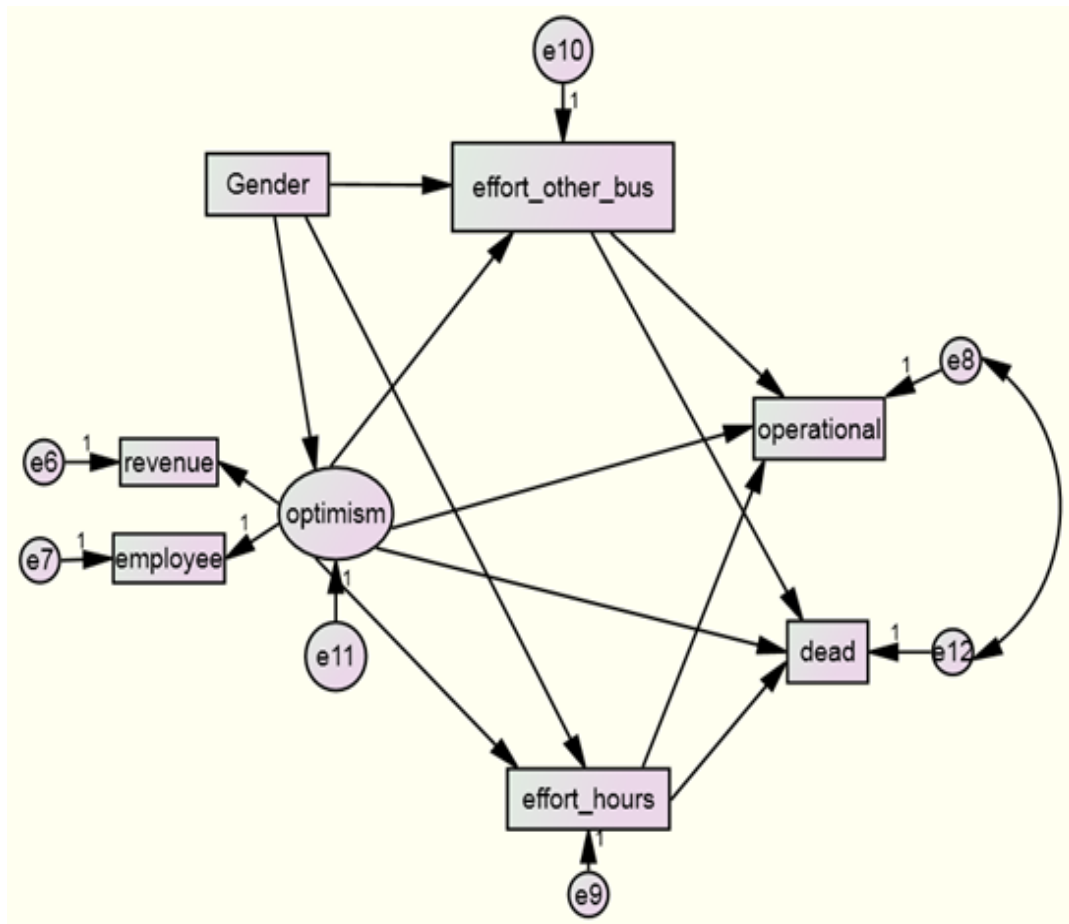 e10
1
Gender
effort_other_bus
e8
1
operational
e6
1
revenue
1
optimism
e7
1
employee
1
e11
dead
1
e12
effort_hours
1
e9